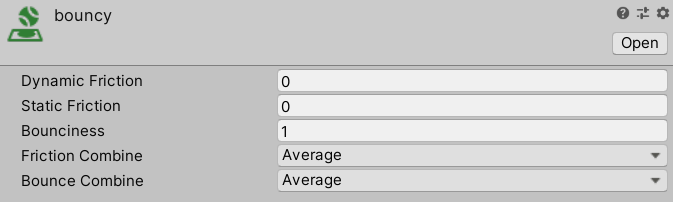 bouncy
Open
Dynamic Friction 0
Static Friction 0
Bounciness 1
Friction Combine Average
Bounce Combine Average